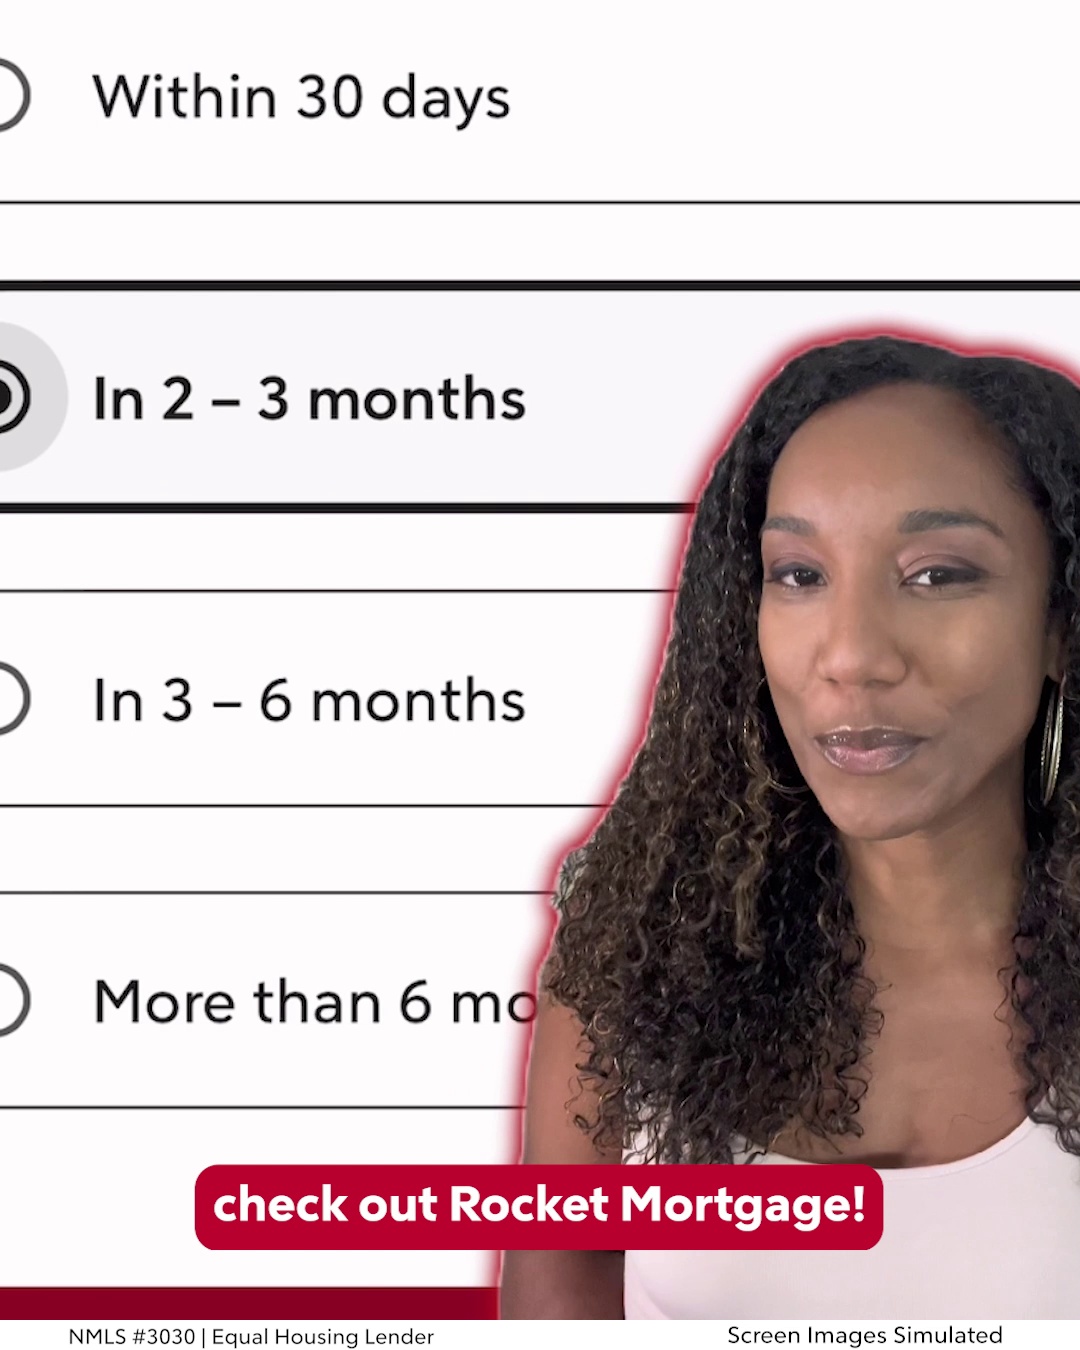 Within 30 days
In 2 – 3 months
In 3 – 6 months
More than 6 mo
check out Rocket Mortgage!
NMLS #3030 | Equal Housing Lender
Screen Images Simulated